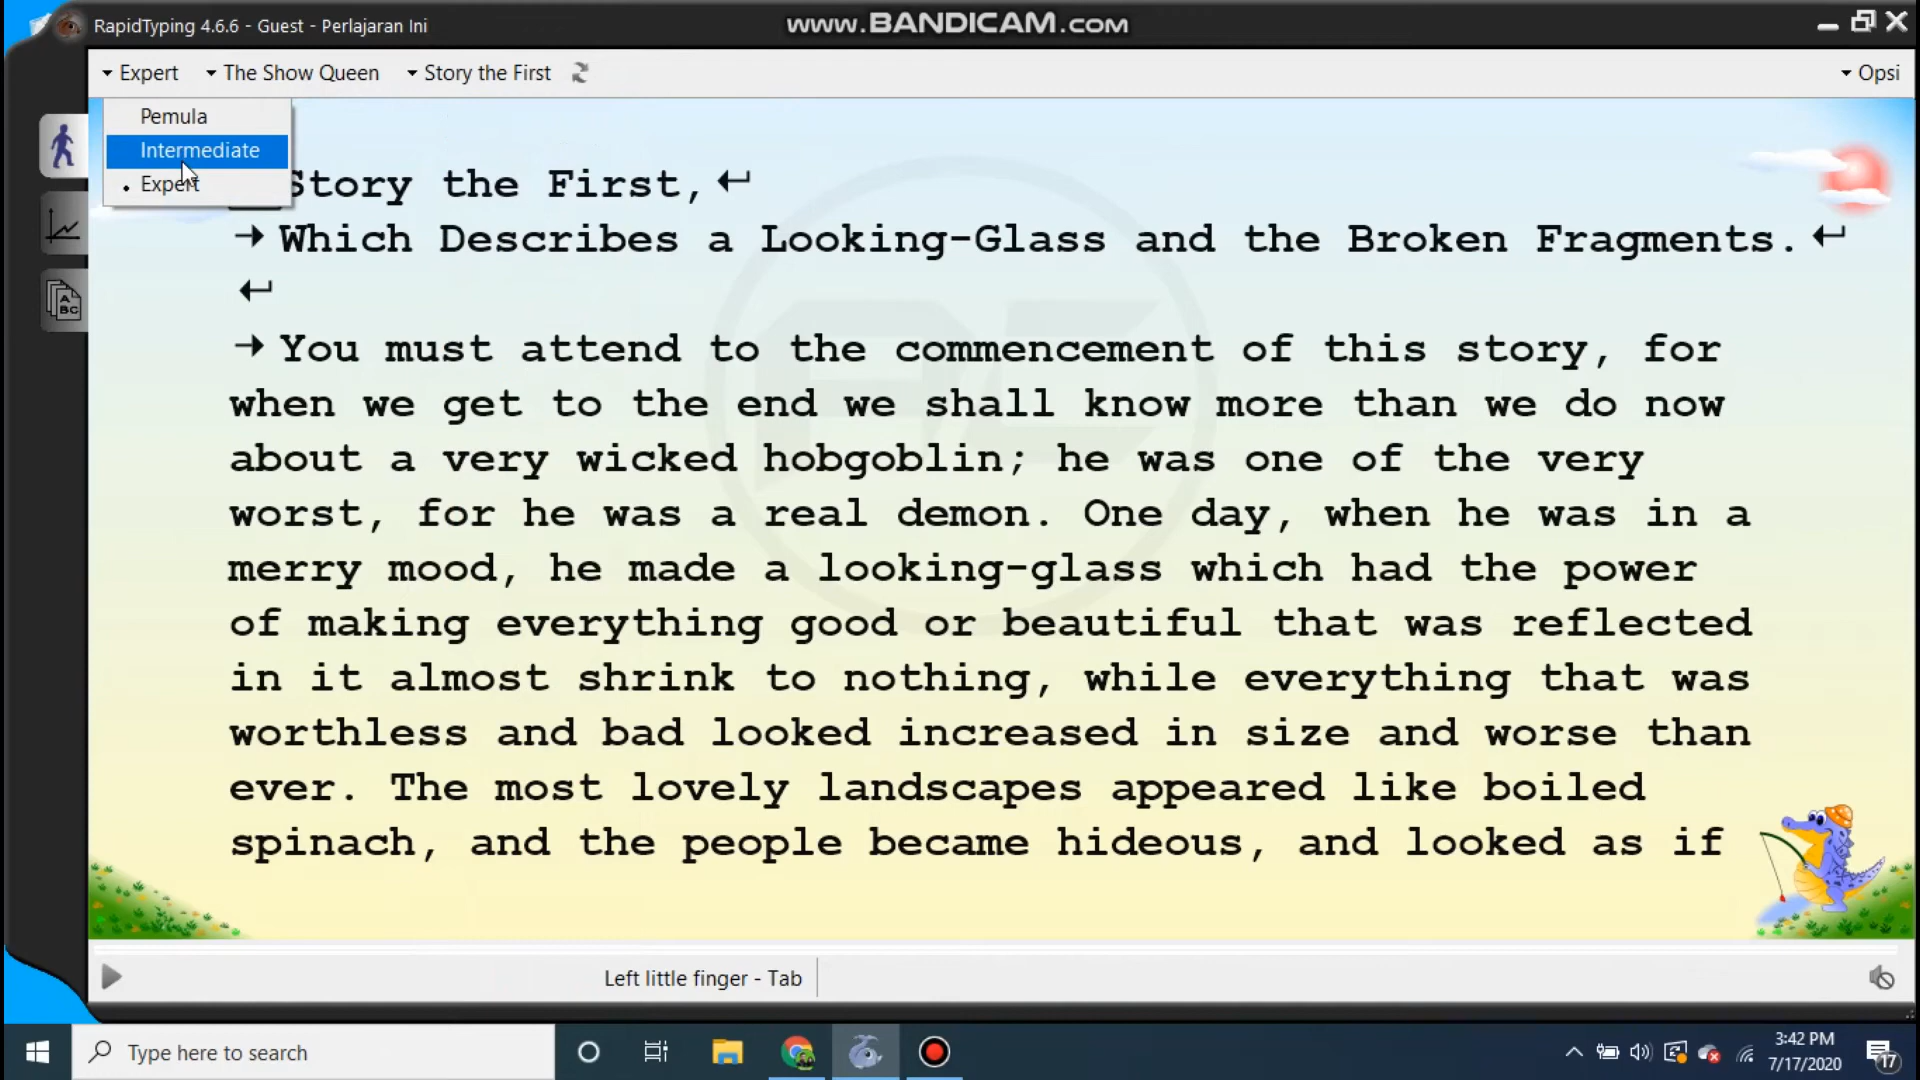 RapidTyping 4.6.6 - Guest - Perlajaran Ini
www.BANDICAM.com
Expert
The Show Queen
Story the First
Opsi
Pemula
Intermediate
Expert
Story the First,
Which Describes a Looking-Glass and the Broken Fragments.
You must attend to the commencement of this story, for
when we get to the end we shall know more than we do now
about a very wicked hobgoblin; he was one of the very
worst, for he was a real demon. One day, when he was in a
merry mood, he made a looking-glass which had the power
of making everything good or beautiful that was reflected
in it almost shrink to nothing, while everything that was
worthless and bad looked increased in size and worse than
ever. The most lovely landscapes appeared like boiled
spinach, and the people became hideous, and looked as if
Left little finger - Tab
Type here to search
3:42 PM
7/17/2020
17